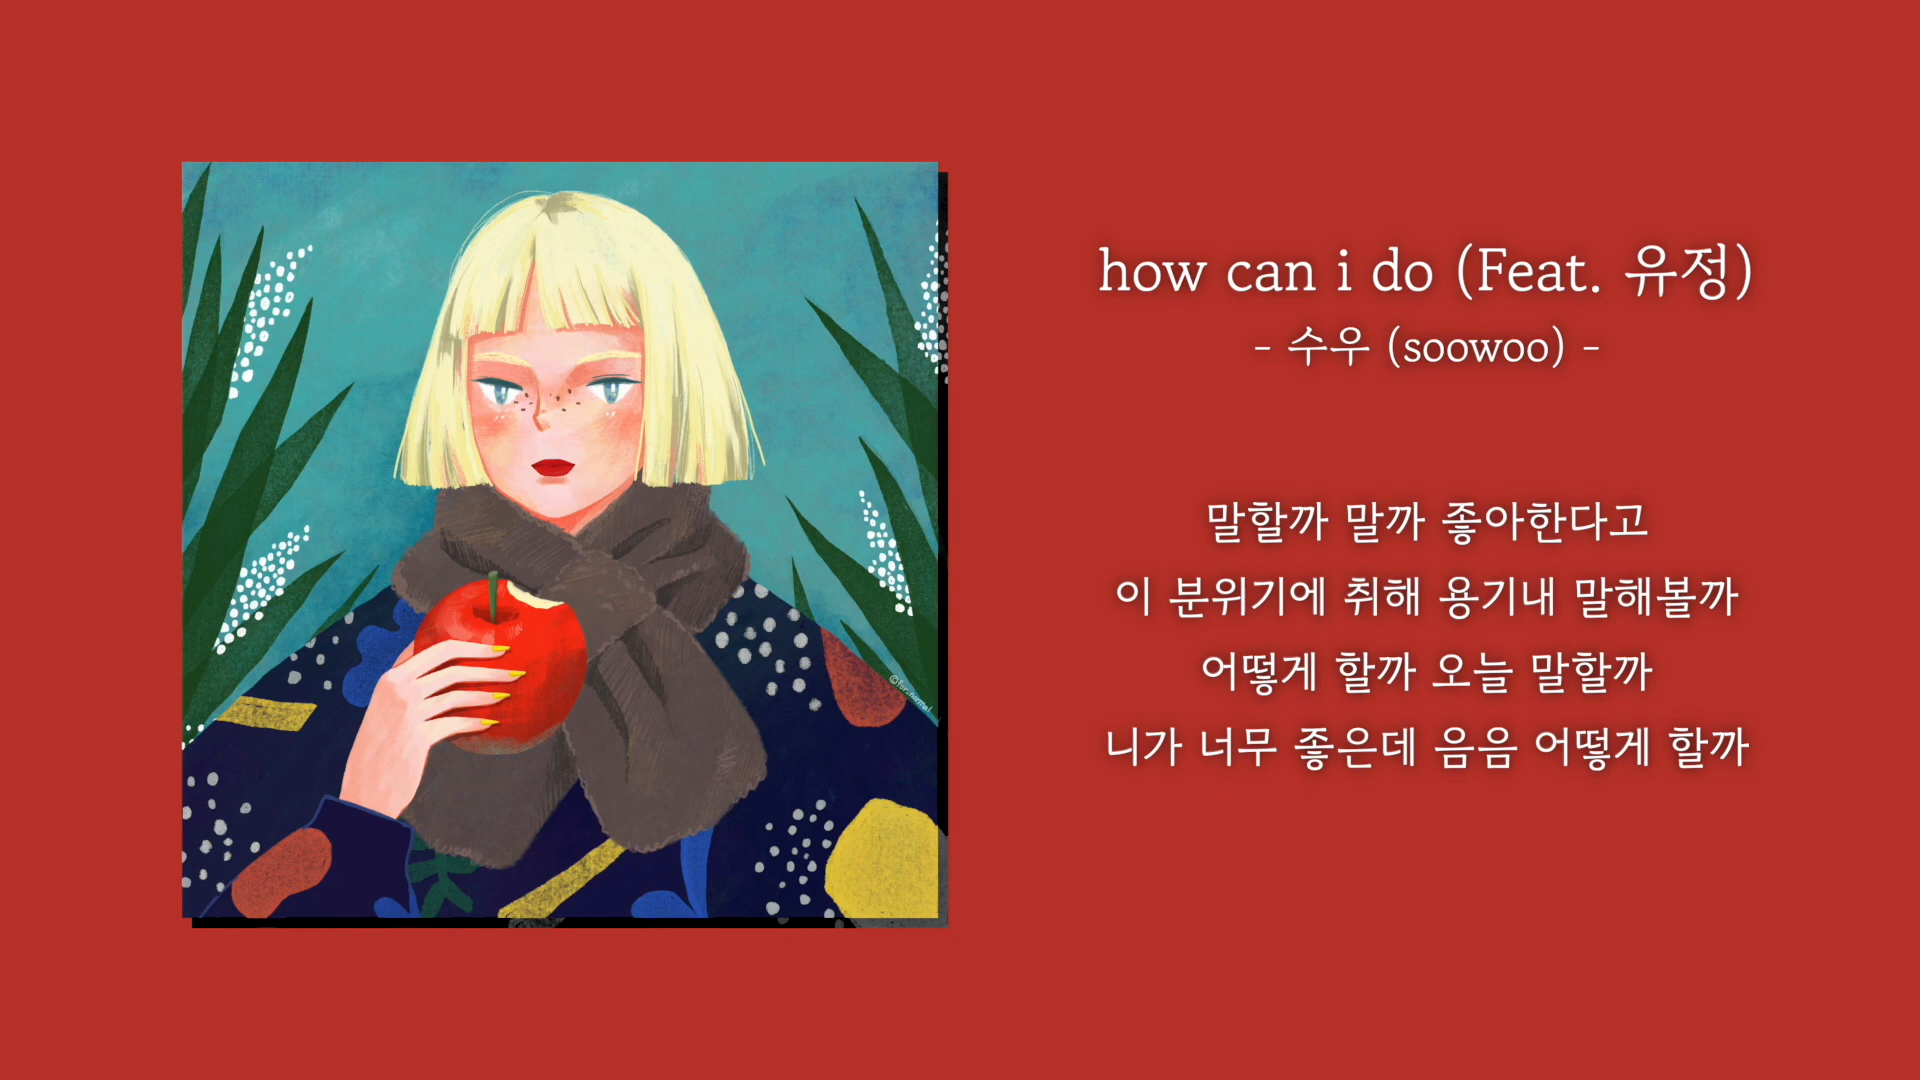 how can i do (Feat. 유정)
- 수우 (soowoo) -
말할까 말까 좋아한다고
이 분위기에 취해 용기내 말해볼까
어떻게 할까 오늘 말할까
니가 너무 좋은데 음음 어떻게 할까